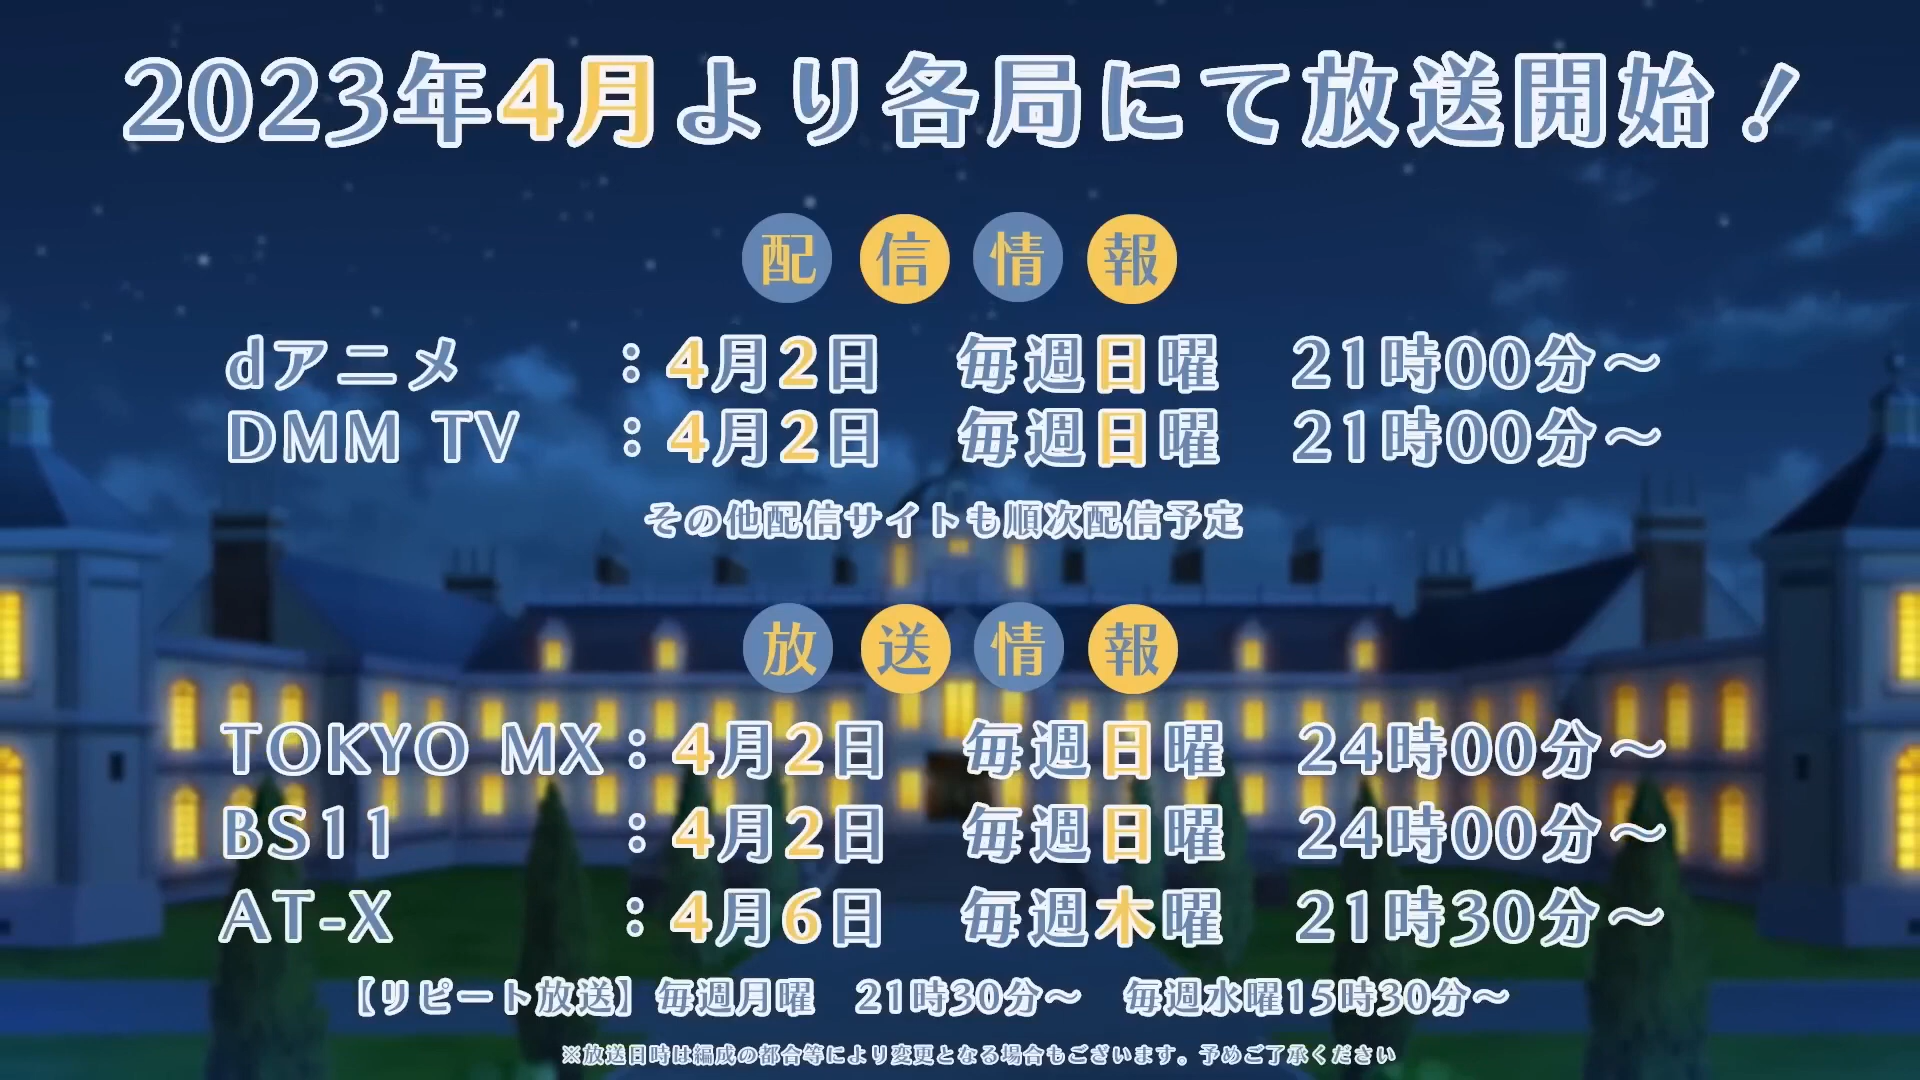 2023年4月より各局にて放送開始！
配信情報
dアニメ ：4月2日 毎週日曜 21時00分～
DMM TV ：4月2日 毎週日曜 21時00分～
その他配信サイトも順次配信予定
放送情報
TOKYO MX：4月2日 毎週日曜 24時00分～
BS11 ：4月2日 毎週日曜 24時00分～
AT-X ：4月6日 毎週木曜 21時30分～
【リピート放送】毎週月曜 21時30分～ 毎週水曜15時30分～
※放送日時は編成の都合等により変更となる場合もございます。予めご了承ください